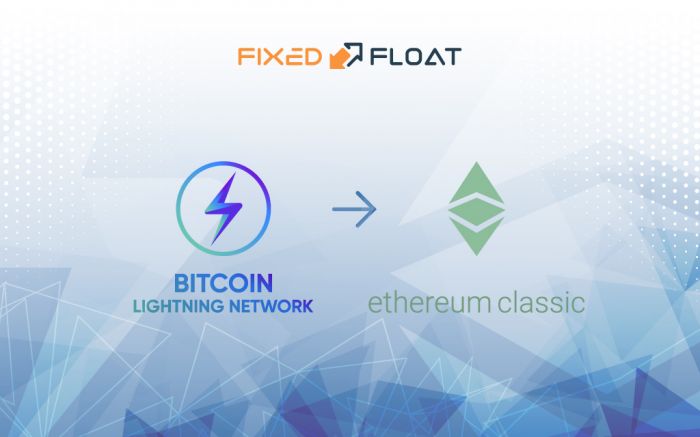 FIXED FLOAT
BITCOIN
LIGHTNING NETWORK
ethereum classic